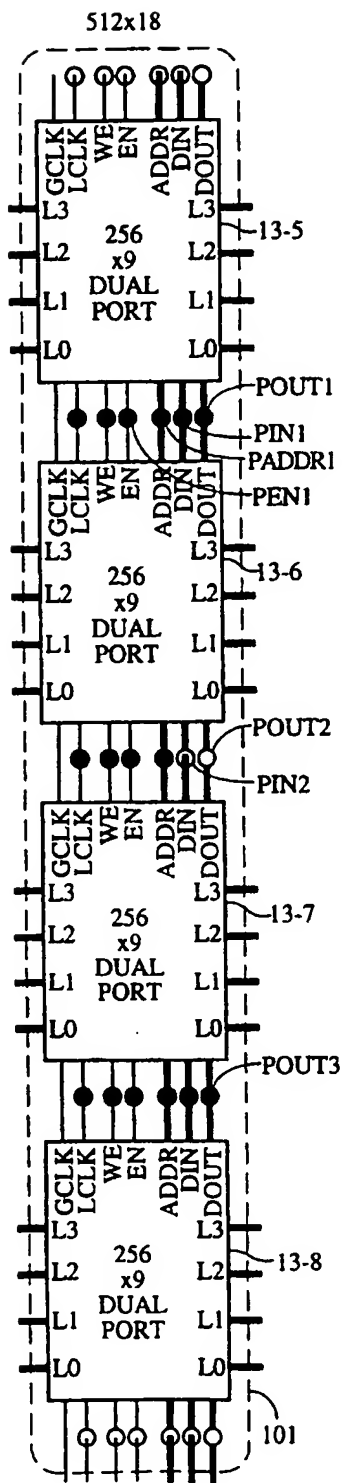 512x18
GCLK LCLK WE EN ADDR DIN DOUT
L3 L3
13-5
L2 256 x9 DUAL PORT L2
L1 L1
L0 L0
POUT1
PIN1
PADDR1
PEN1
GCLK LCLK WE EN ADDR DIN DOUT
L3 L3
13-6
L2 256 x9 DUAL PORT L2
L1 L1
L0 L0
POUT2
PIN2
GCLK LCLK WE EN ADDR DIN DOUT
L3 L3
13-7
L2 256 x9 DUAL PORT L2
L1 L1
L0 L0
POUT3
GCLK LCLK WE EN ADDR DIN DOUT
L3 L3
13-8
L2 256 x9 DUAL PORT L2
L1 L1
L0 L0
101